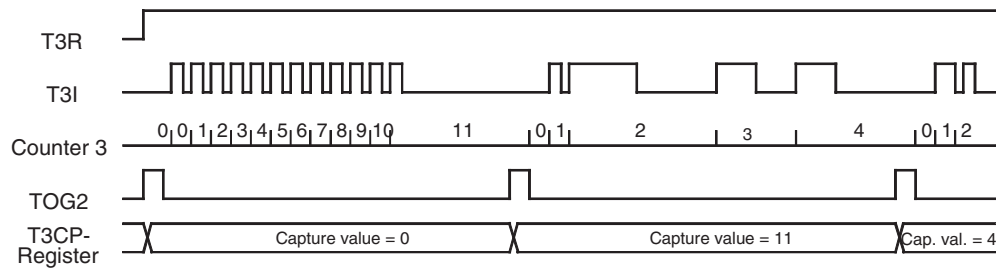 T3R
T3I
Counter 3 0 0 1 2 3 4 5 6 7 8 9 10 11 0 1 2 3 4 0 1 2
TOG2
T3CP-
Register
Capture value = 0 Capture value = 11 Cap. val. = 4